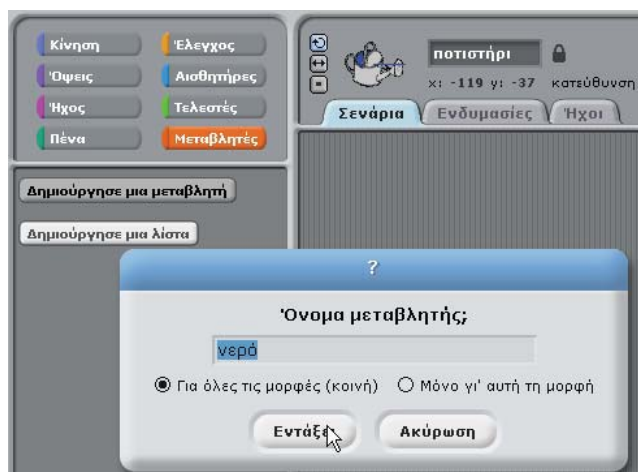 Κίνηση
Έλεγχος
Όψεις
Αισθητήρες
Ήχος
Τελεστές
Πένα
Μεταβλητές
Δημιούργησε μια μεταβλητή
Δημιούργησε μια λίστα
ποτιστήρι
x: -119 y: -37 κατεύθυνση
Σενάρια Ενδυμασίες Ήχοι
?
Όνομα μεταβλητής;
νερό
Για όλες τις μορφές (κοινή) Μόνο γι' αυτή τη μορφή
Εντάξει Ακύρωση